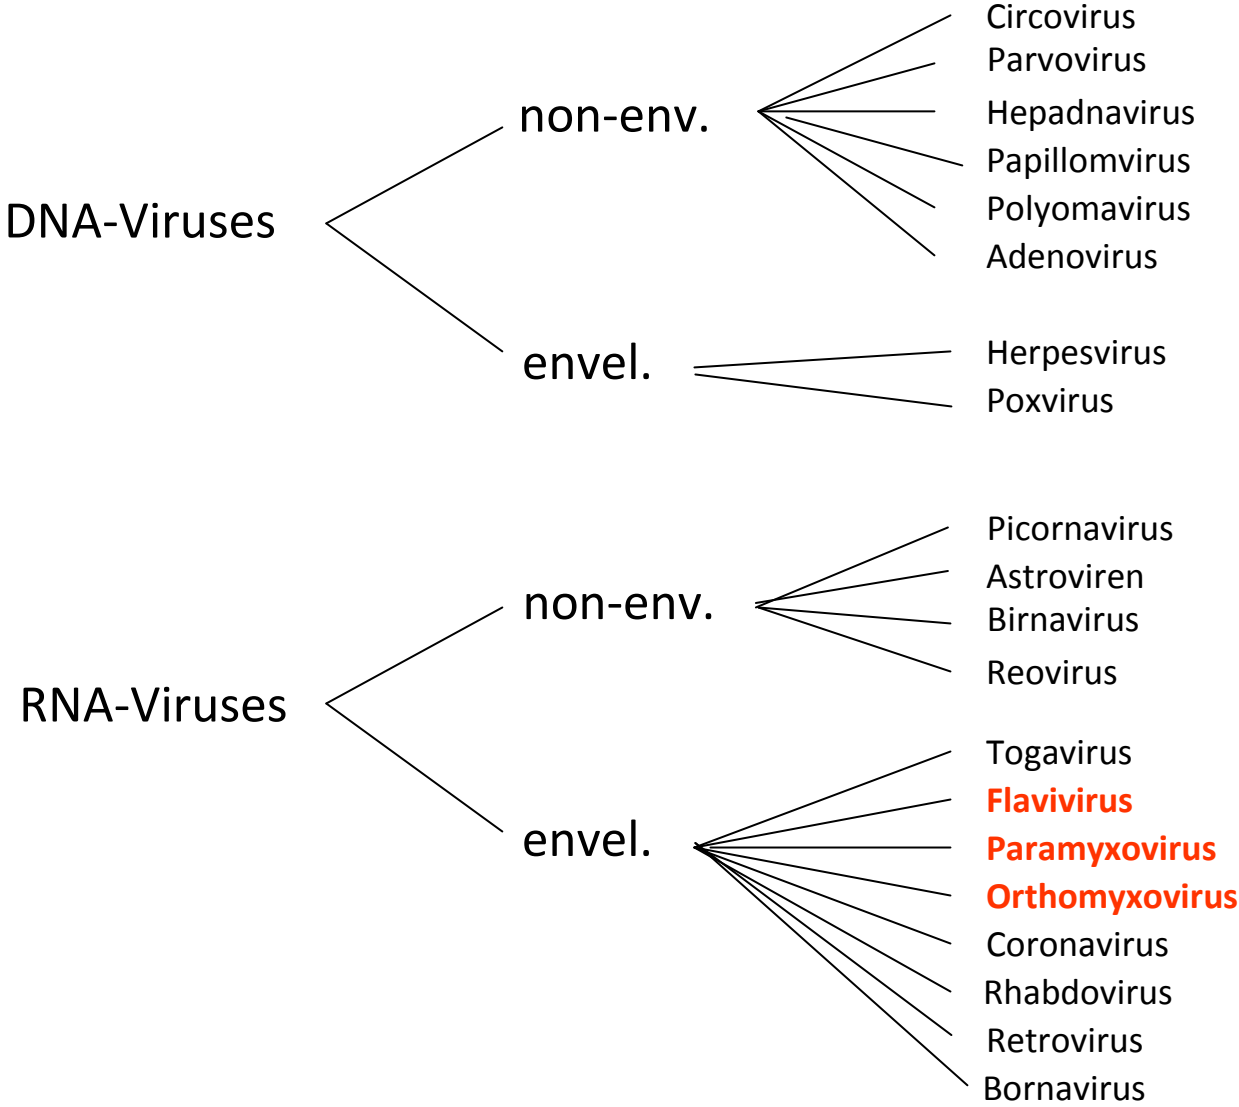 DNA-Viruses
non-env.
Circovirus
Parvovirus
Hepadnavirus
Papillomvirus
Polyomavirus
Adenovirus
envel.
Herpesvirus
Poxvirus
RNA-Viruses
non-env.
Picornavirus
Astroviren
Birnavirus
Reovirus
envel.
Togavirus
Flavivirus
Paramyxovirus
Orthomyxovirus
Coronavirus
Rhabdovirus
Retrovirus
Bornavirus